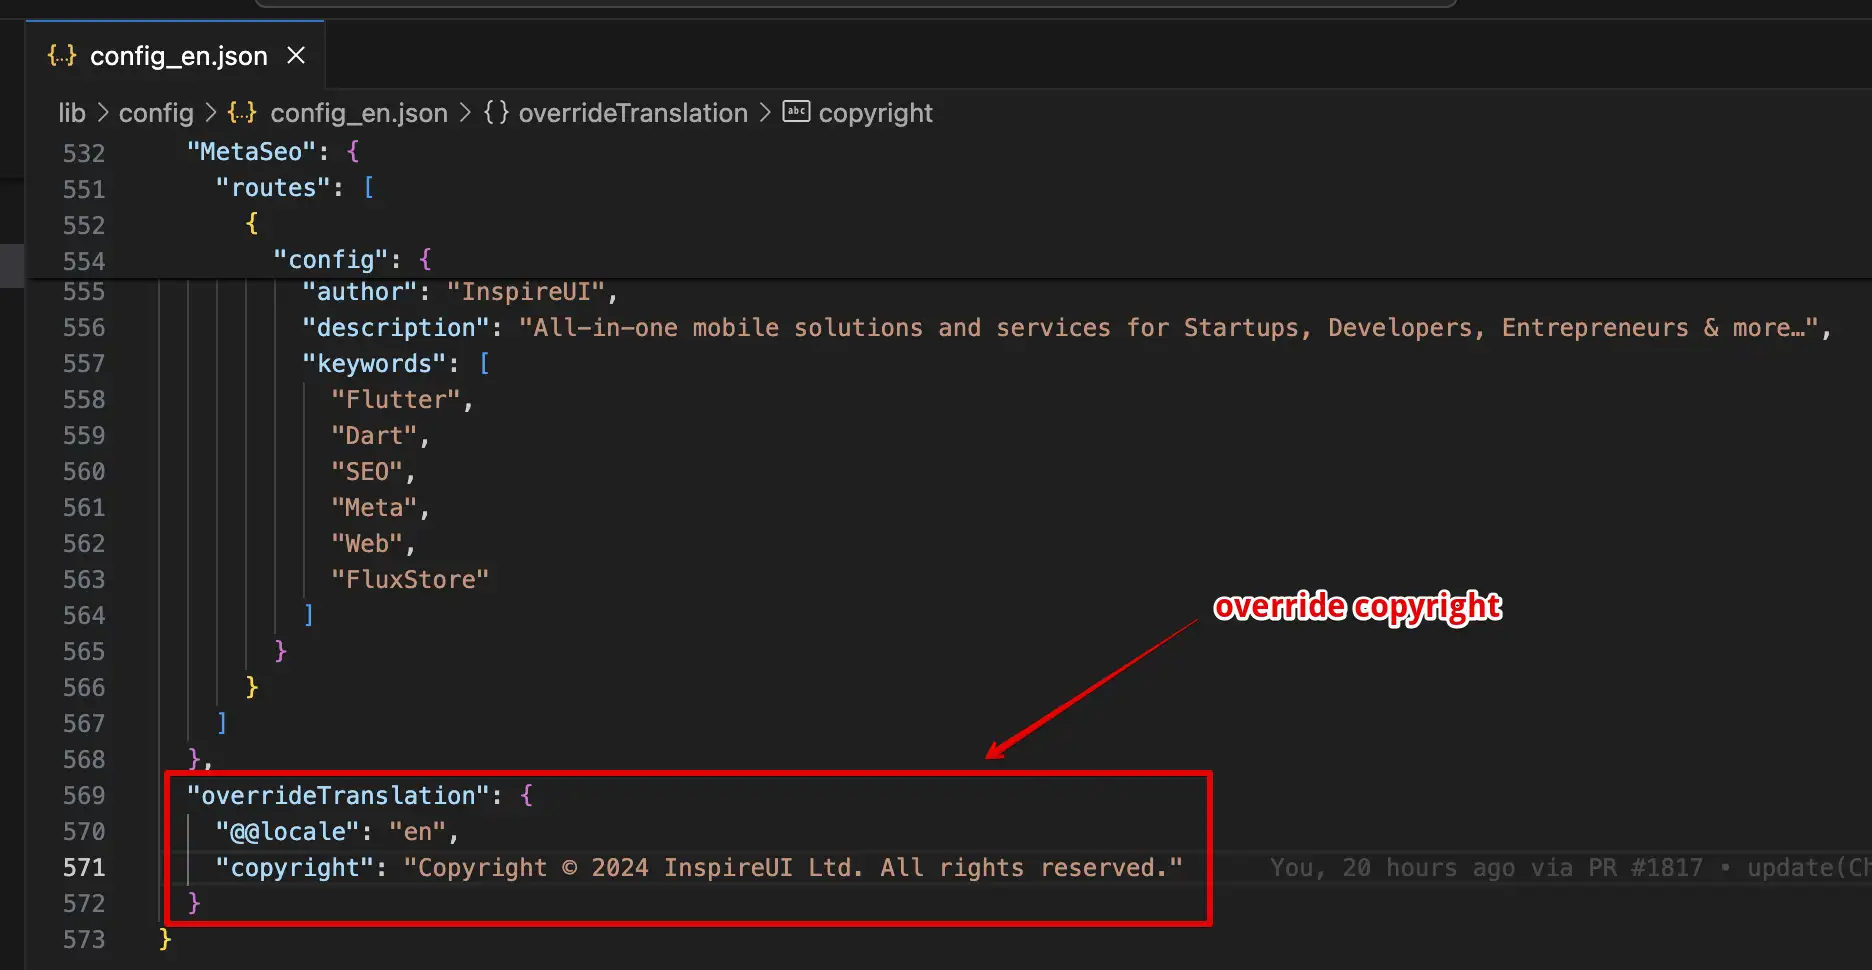 {..} config_en.json ×
lib > config > {..} config_en.json > {} overrideTranslation > abc copyright
532 "MetaSeo": {
551 "routes": [
552 {
554 "config": {
555 "author": "InspireUI",
556 "description": "All-in-one mobile solutions and services for Startups, Developers, Entrepreneurs & more…",
557 "keywords": [
558 "Flutter",
559 "Dart",
560 "SEO",
561 "Meta",
562 "Web",
563 "FluxStore"
override copyright
564 ]
565 }
566 }
567 ]
568 },
569 "overrideTranslation": {
570 "@@locale": "en",
571 "copyright": "Copyright © 2024 InspireUI Ltd. All rights reserved." You, 20 hours ago via PR #1817 • update(Ch
572 }
573 }